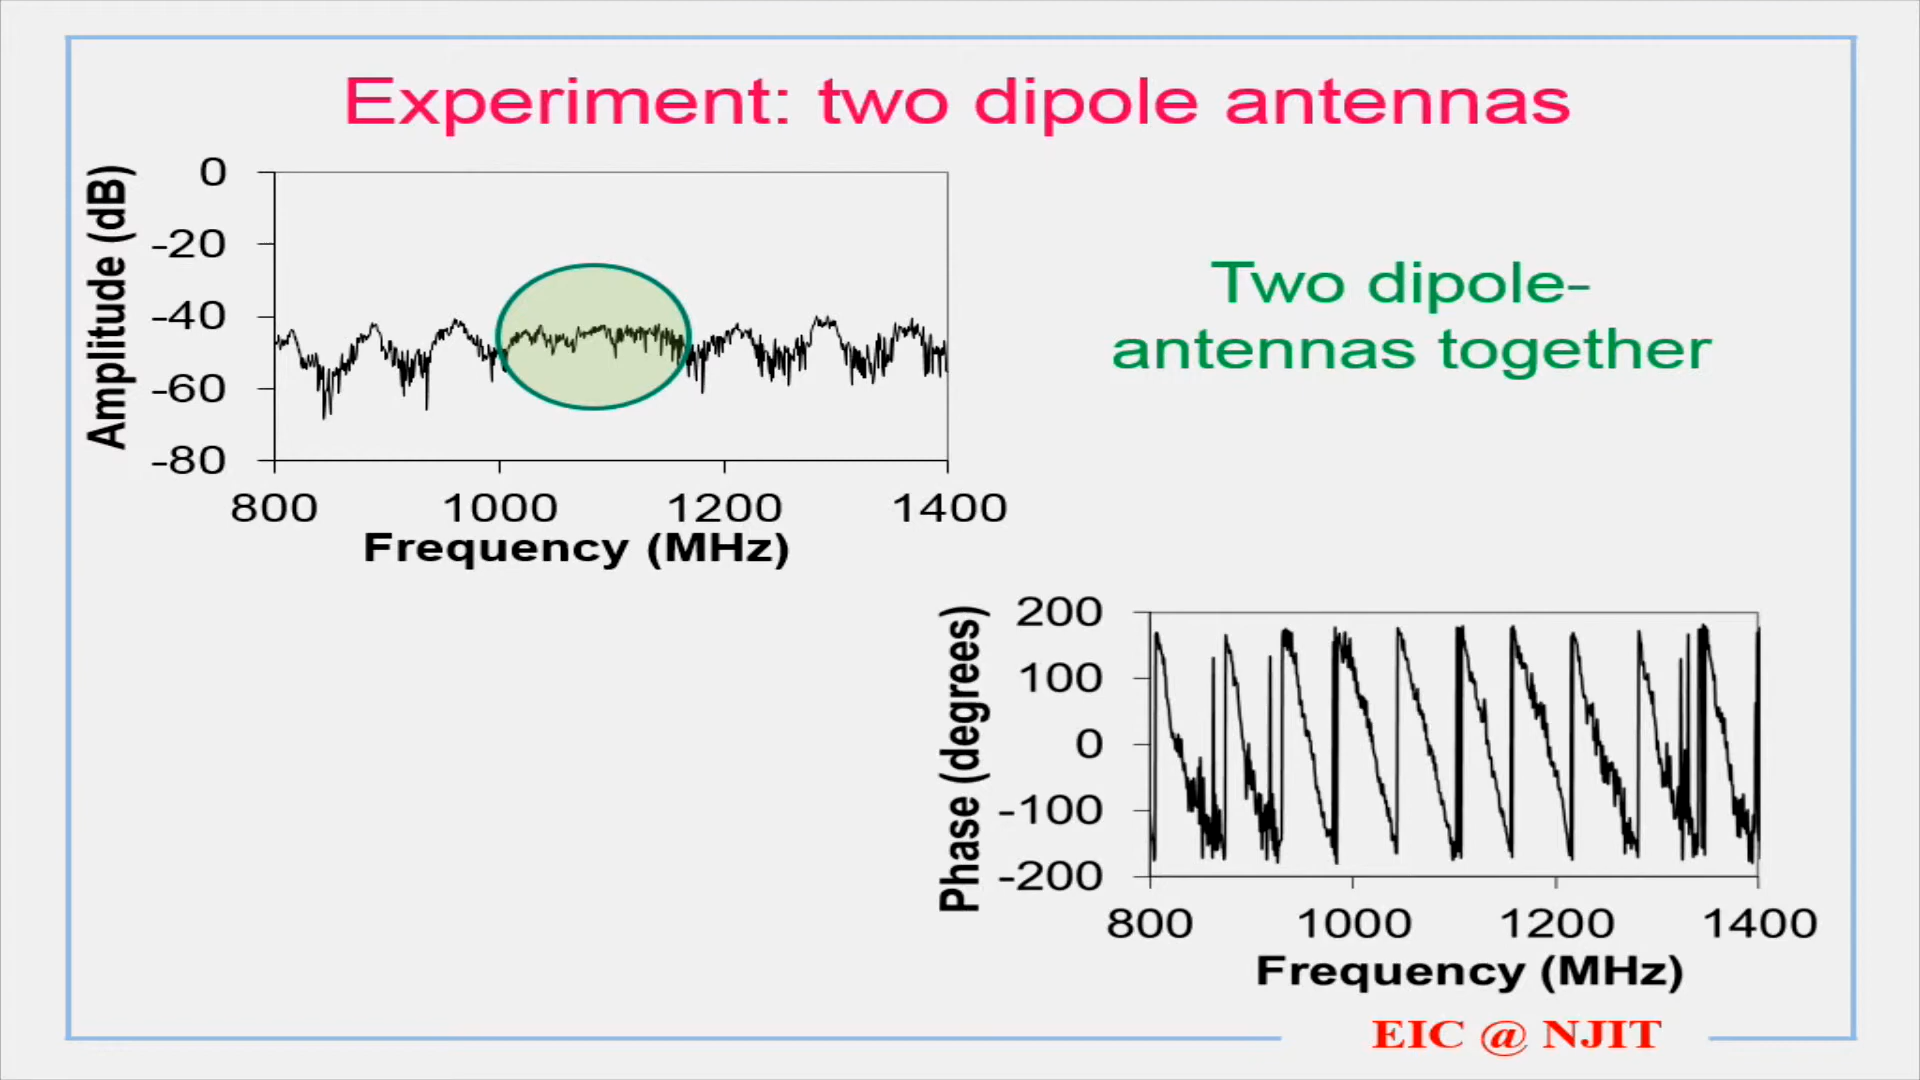 Experiment: two dipole antennas
Amplitude (dB)
0
-20
-40
-60
-80
800 1000 1200 1400
Frequency (MHz)
Two dipole-
antennas together
Phase (degrees)
200
100
0
-100
-200
800 1000 1200 1400
Frequency (MHz)
EIC @ NJIT